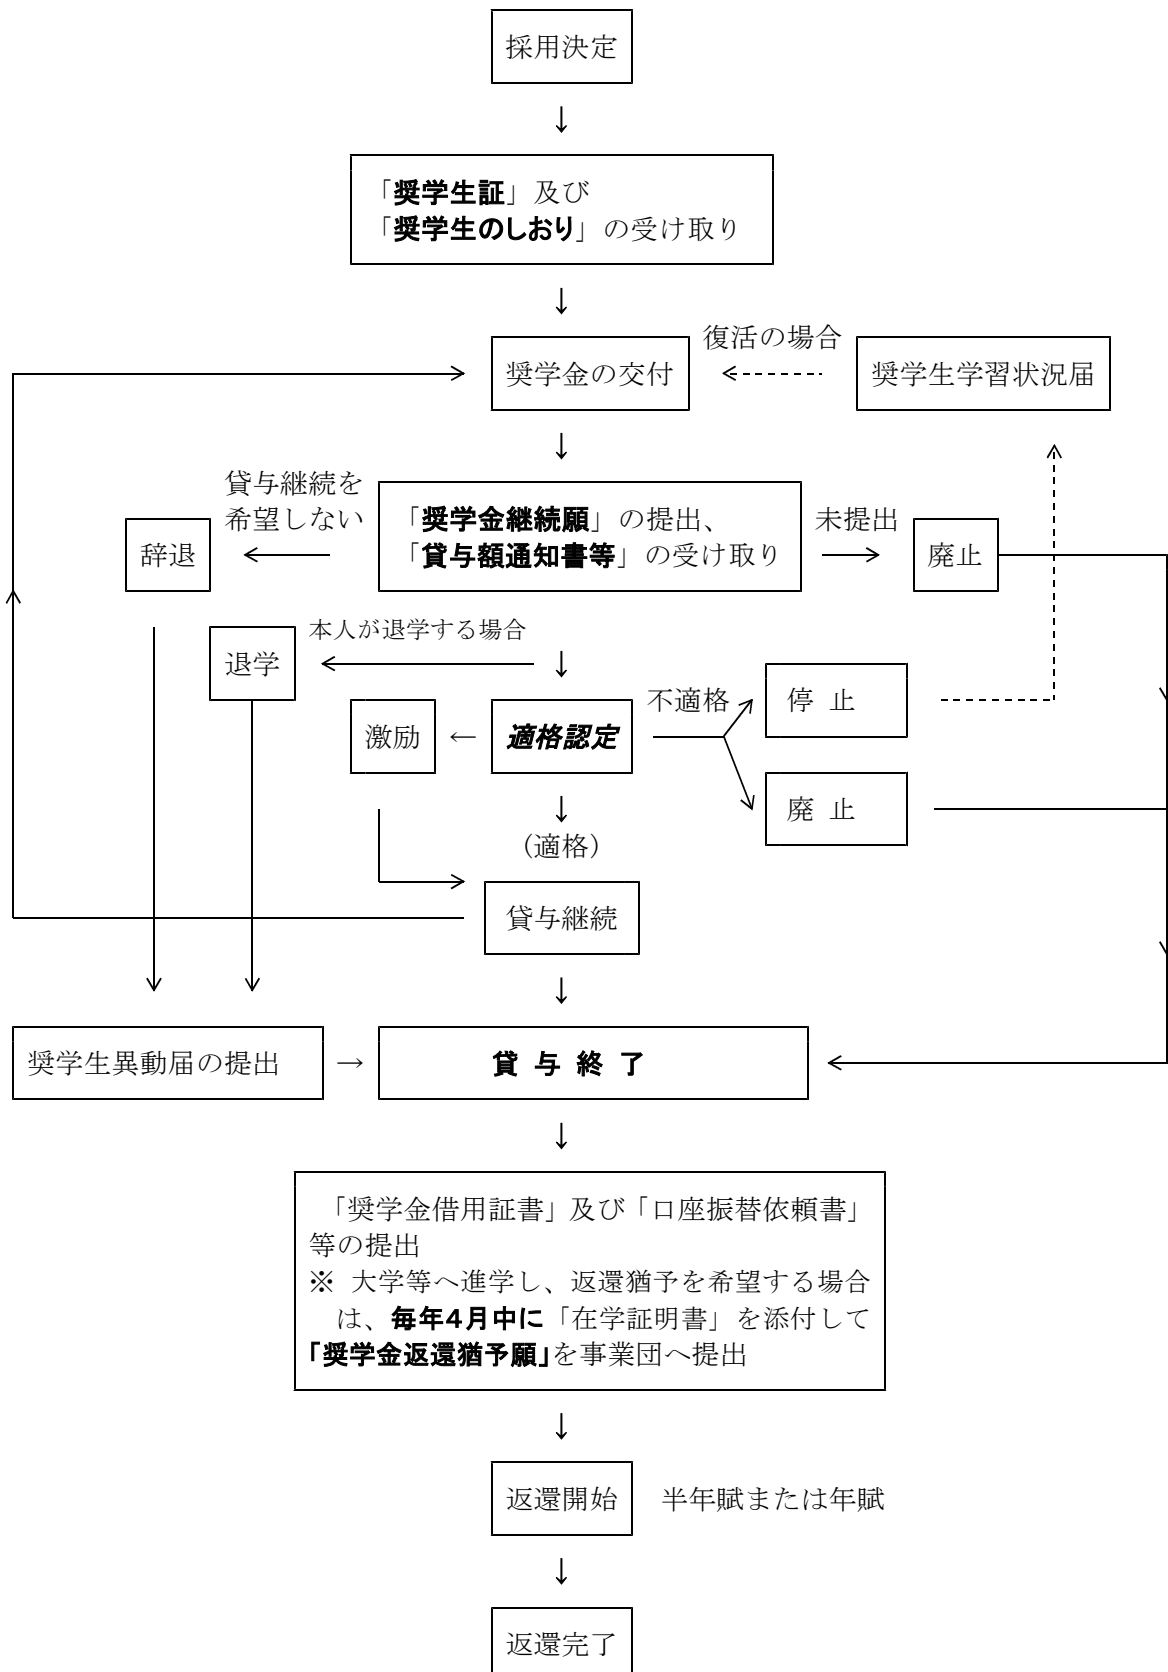 採用決定
↓
「奨学生証」及び
「奨学生のしおり」の受け取り
↓
復活の場合
奨学金の交付
奨学生学習状況届
↓
貸与継続を
希望しない
「奨学金継続願」の提出、
「貸与額通知書等」の受け取り
未提出
辞退
廃止
本人が退学する場合
退学
↓
不適格
停 止
激励
←
適格認定
廃 止
↓
（適格）
貸与継続
↓
奨学生異動届の提出
→
貸 与 終 了
↓
「奨学金借用証書」及び「口座振替依頼書」
等の提出
※ 大学等へ進学し、返還猶予を希望する場合
は、毎年4月中に「在学証明書」を添付して
「奨学金返還猶予願」を事業団へ提出
↓
返還開始 半年賦または年賦
↓
返還完了